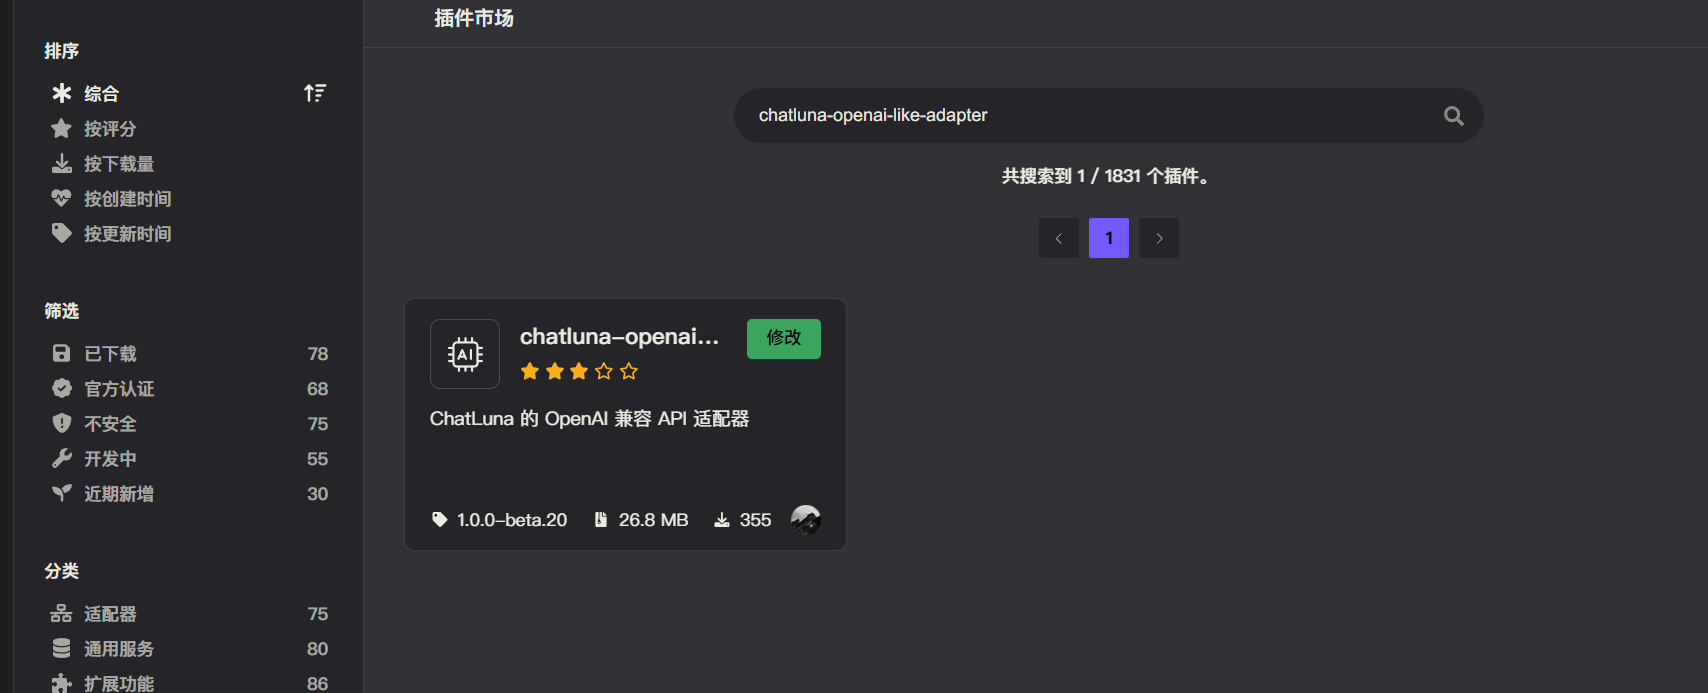 插件市场
排序
综合
按评分
按下载量
按创建时间
按更新时间
筛选
已下载 78
官方认证 68
不安全 75
开发中 55
近期新增 30
分类
适配器 75
通用服务 80
扩展功能 86
chatluna-openai-like-adapter
共搜索到 1 / 1831 个插件。
1
chatluna-openai...
修改
AI
ChatLuna 的 OpenAI 兼容 API 适配器
1.0.0-beta.20 26.8 MB 355